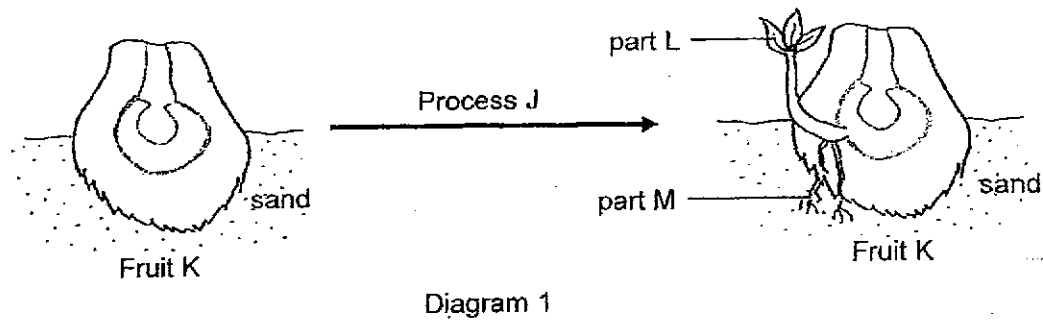 part L
Process J
sand
part M
sand
Fruit K
Fruit K
Diagram 1